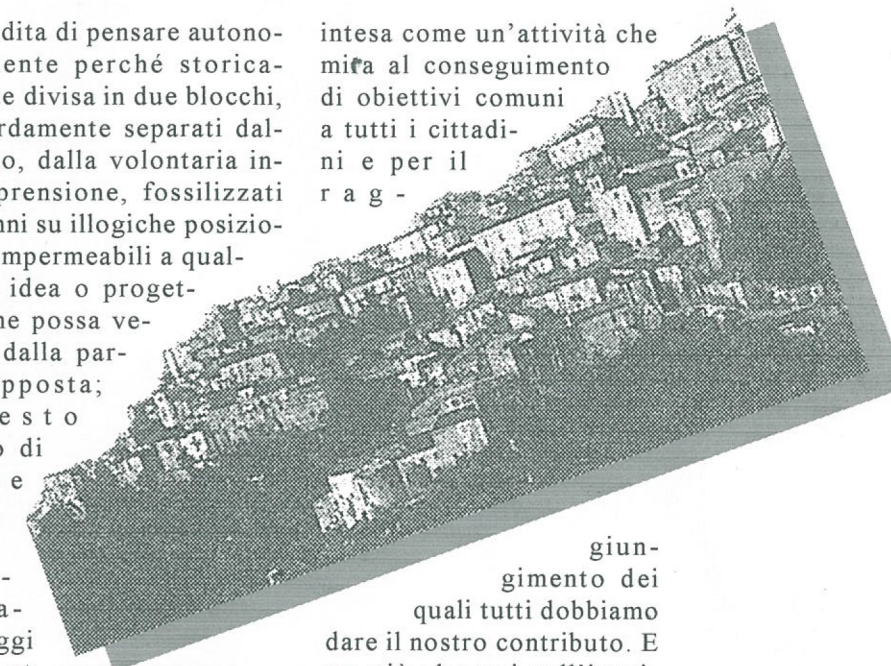 dita di pensare autono-
ente perché storica-
e divisa in due blocchi,
rdamente separati dal-
o, dalla volontaria in-
prensione, fossilizzati
nni su illogiche posizio-
mpermeabili a qual-
idea o proget-
ne possa ve-
dalla par-
pposta;
e s t o
o di
e
-
a-
ggi
intesa come un'attività che
mira al conseguimento
di obiettivi comuni
a tutti i cittadi-
ni e per il
r a g -
giun-
gimento dei
quali tutti dobbiamo
dare il nostro contributo. E